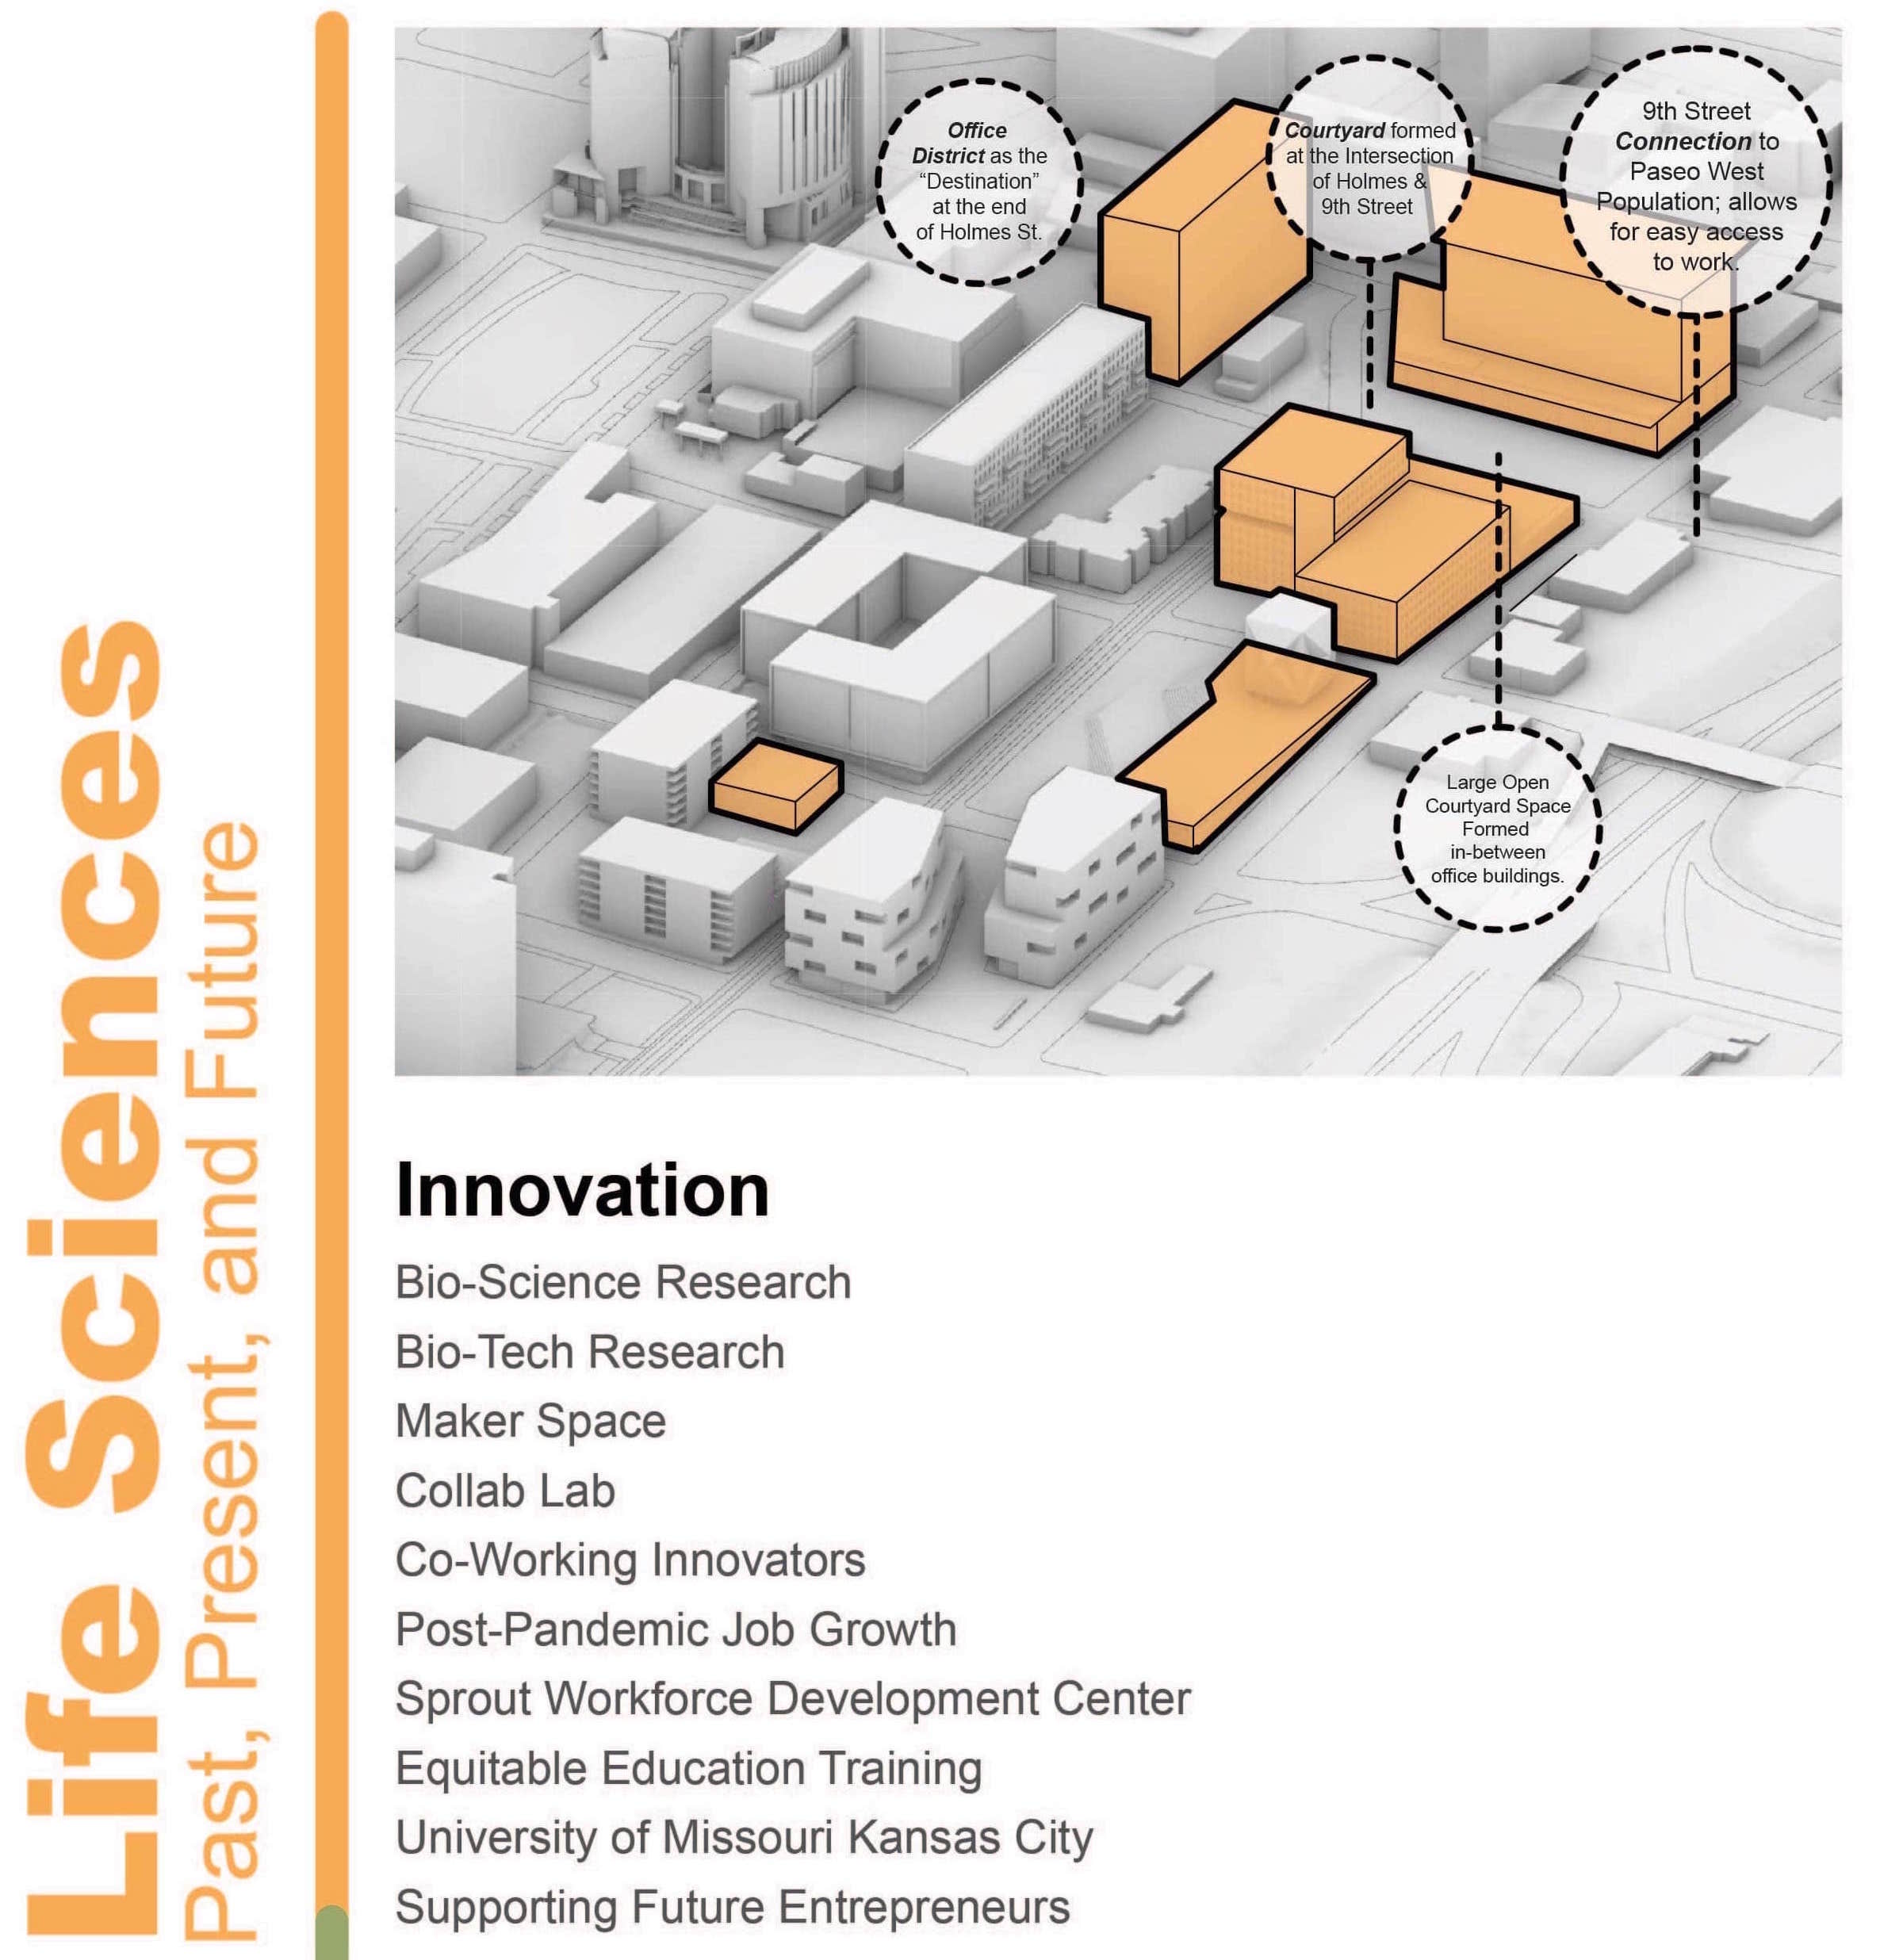 Life Sciences
Past, Present, and Future
Office
District as the
“Destination”
at the end
of Holmes St.
Courtyard formed
at the Intersection
of Holmes &
9th Street
9th Street
Connection to
Paseo West
Population; allows
for easy access
to work.
Large Open
Courtyard Space
Formed
in-between
office buildings.
Innovation
Bio-Science Research
Bio-Tech Research
Maker Space
Collab Lab
Co-Working Innovators
Post-Pandemic Job Growth
Sprout Workforce Development Center
Equitable Education Training
University of Missouri Kansas City
Supporting Future Entrepreneurs